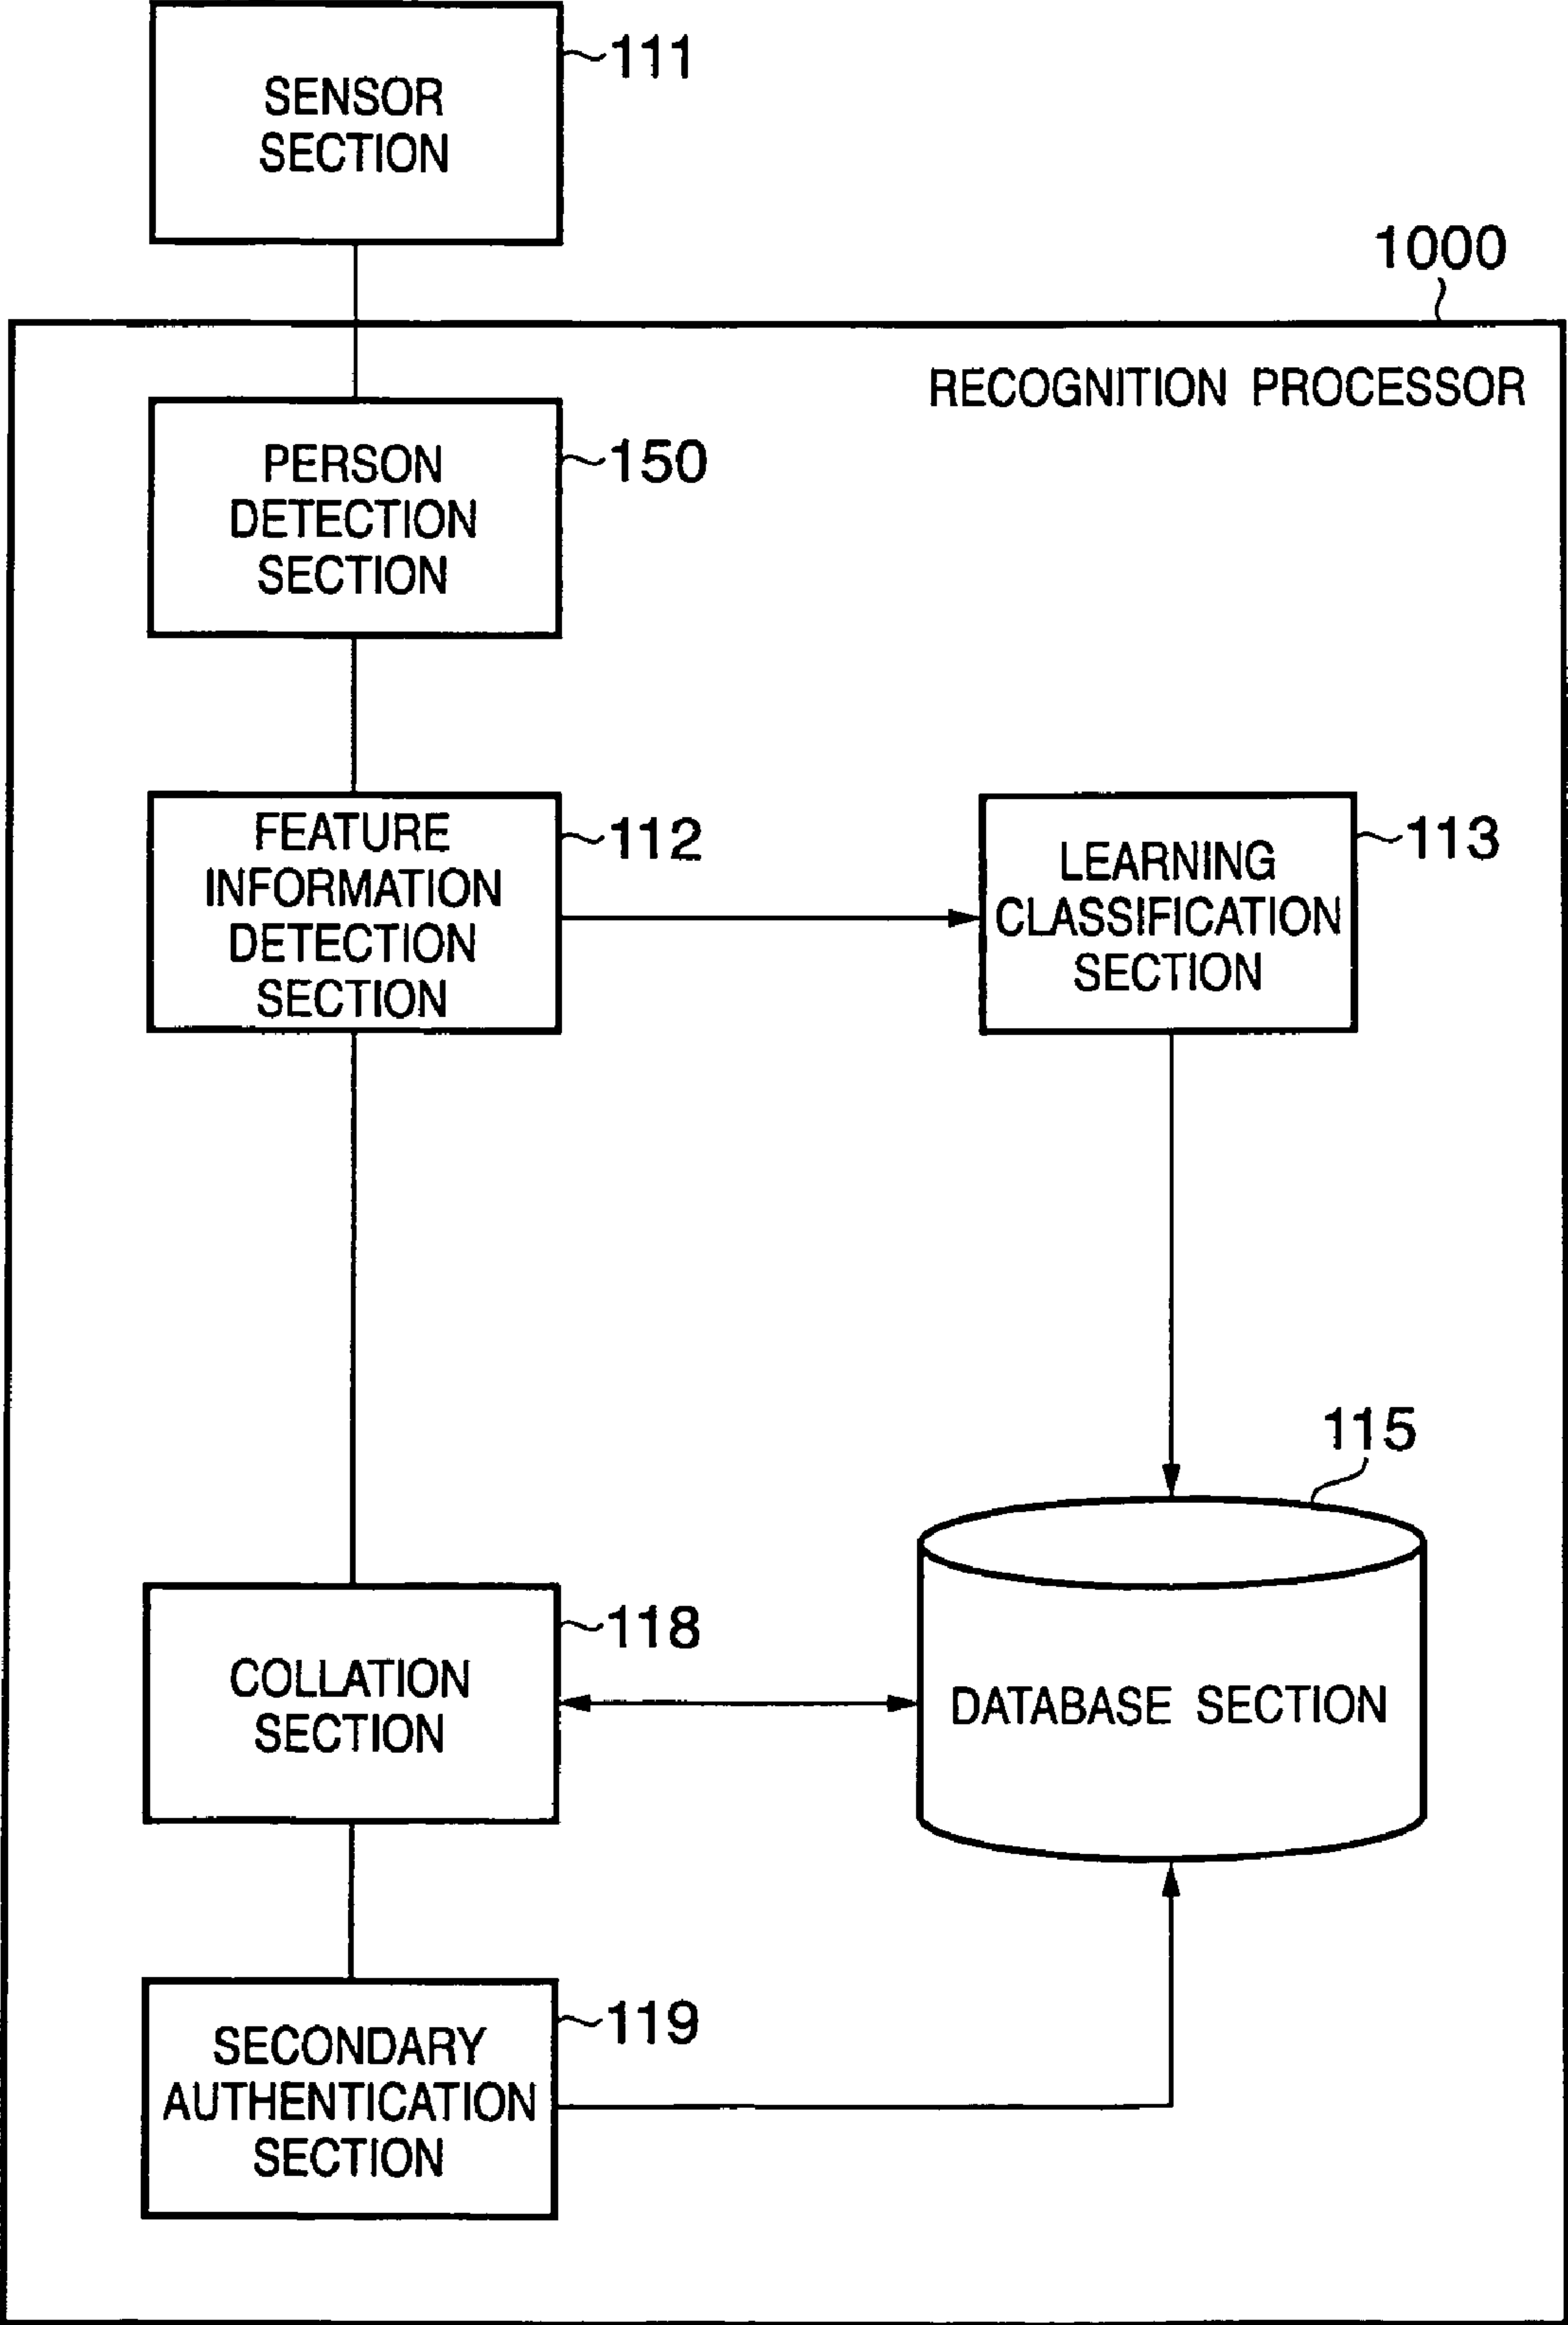 111
SENSOR
SECTION
1000
RECOGNITION PROCESSOR
150
PERSON
DETECTION
SECTION
112
FEATURE
INFORMATION
DETECTION
SECTION
113
LEARNING
CLASSIFICATION
SECTION
115
118
COLLATION
SECTION
DATABASE SECTION
119
SECONDARY
AUTHENTICATION
SECTION